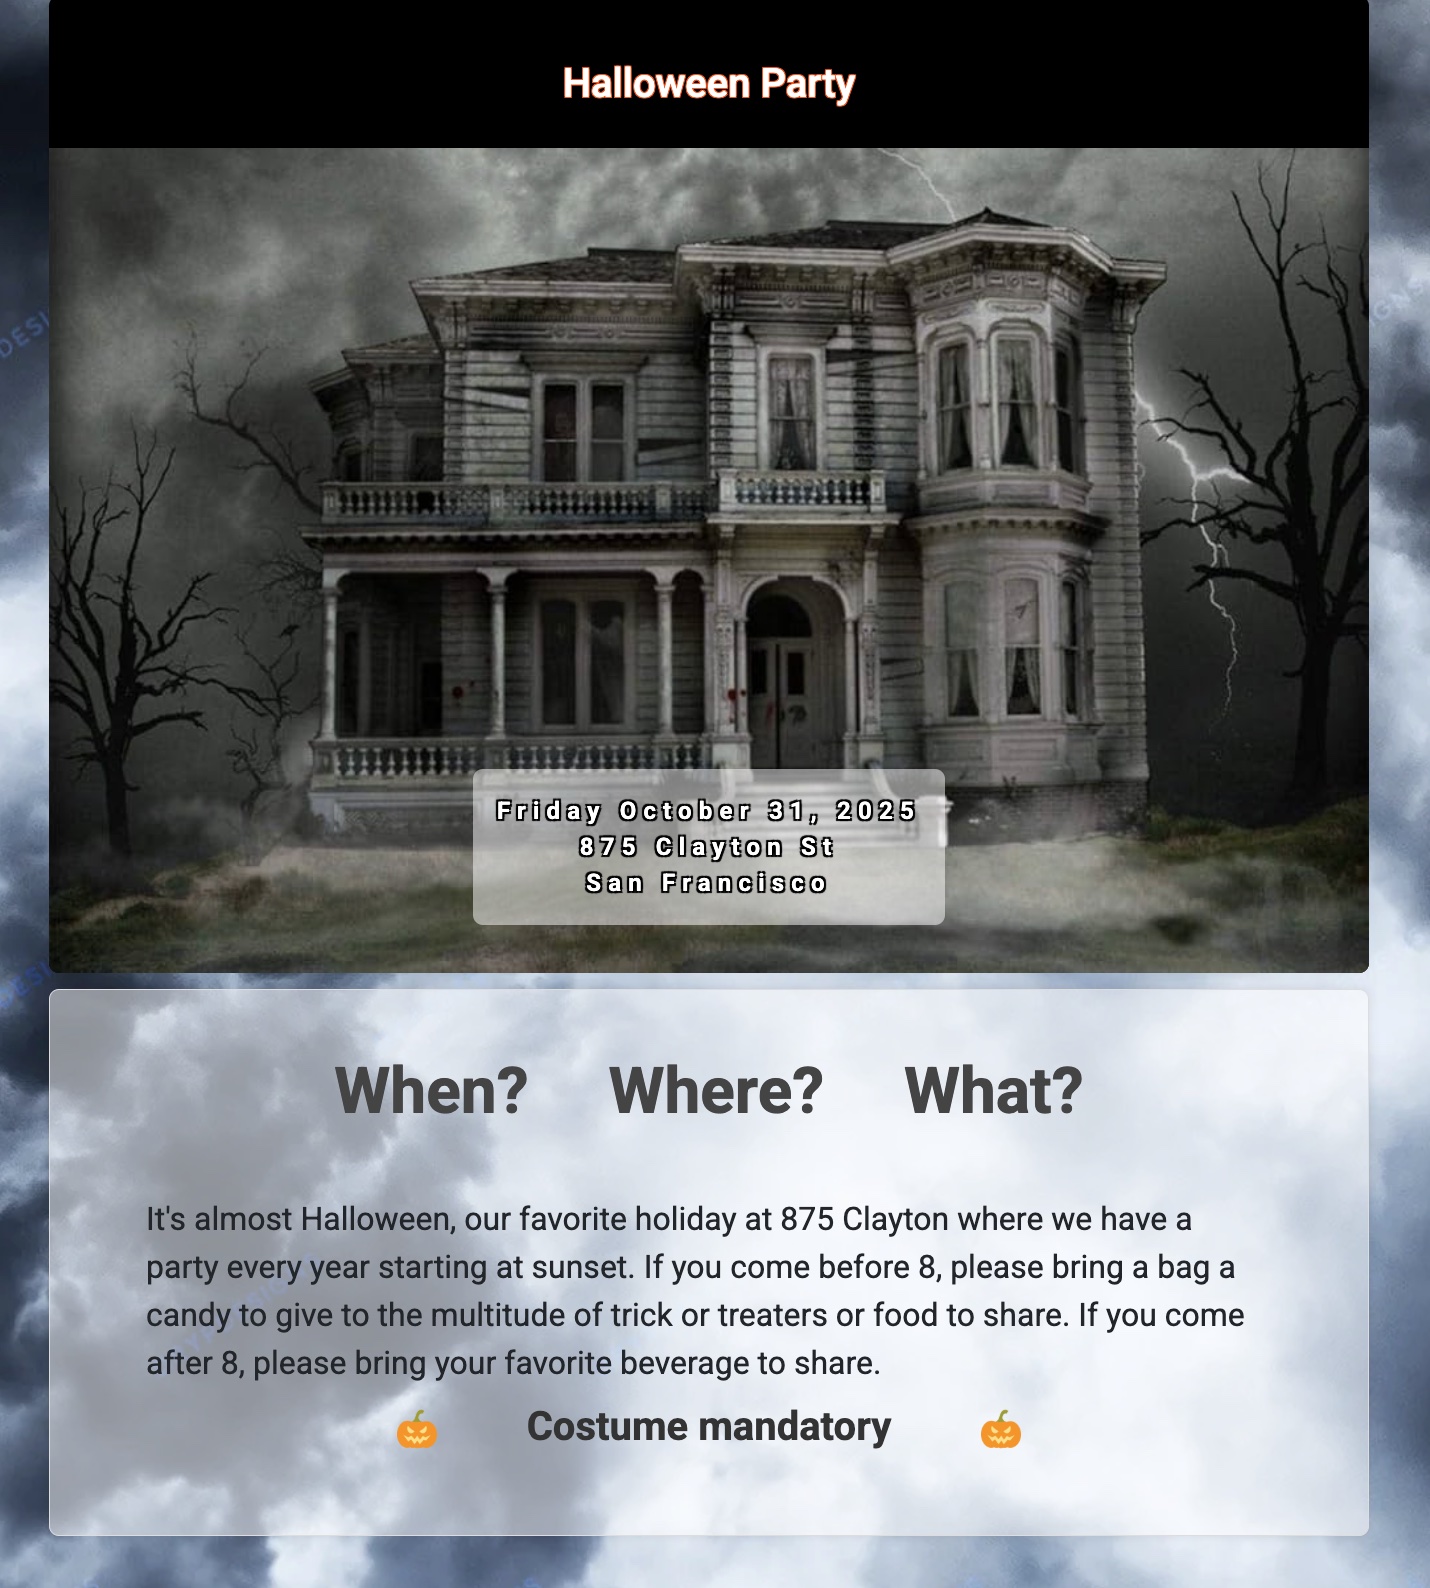 Halloween Party
Friday October 31, 2025
875 Clayton St
San Francisco
When? Where? What?
It's almost Halloween, our favorite holiday at 875 Clayton where we have a
party every year starting at sunset. If you come before 8, please bring a bag a
candy to give to the multitude of trick or treaters or food to share. If you come
after 8, please bring your favorite beverage to share.
🎃 Costume mandatory 🎃